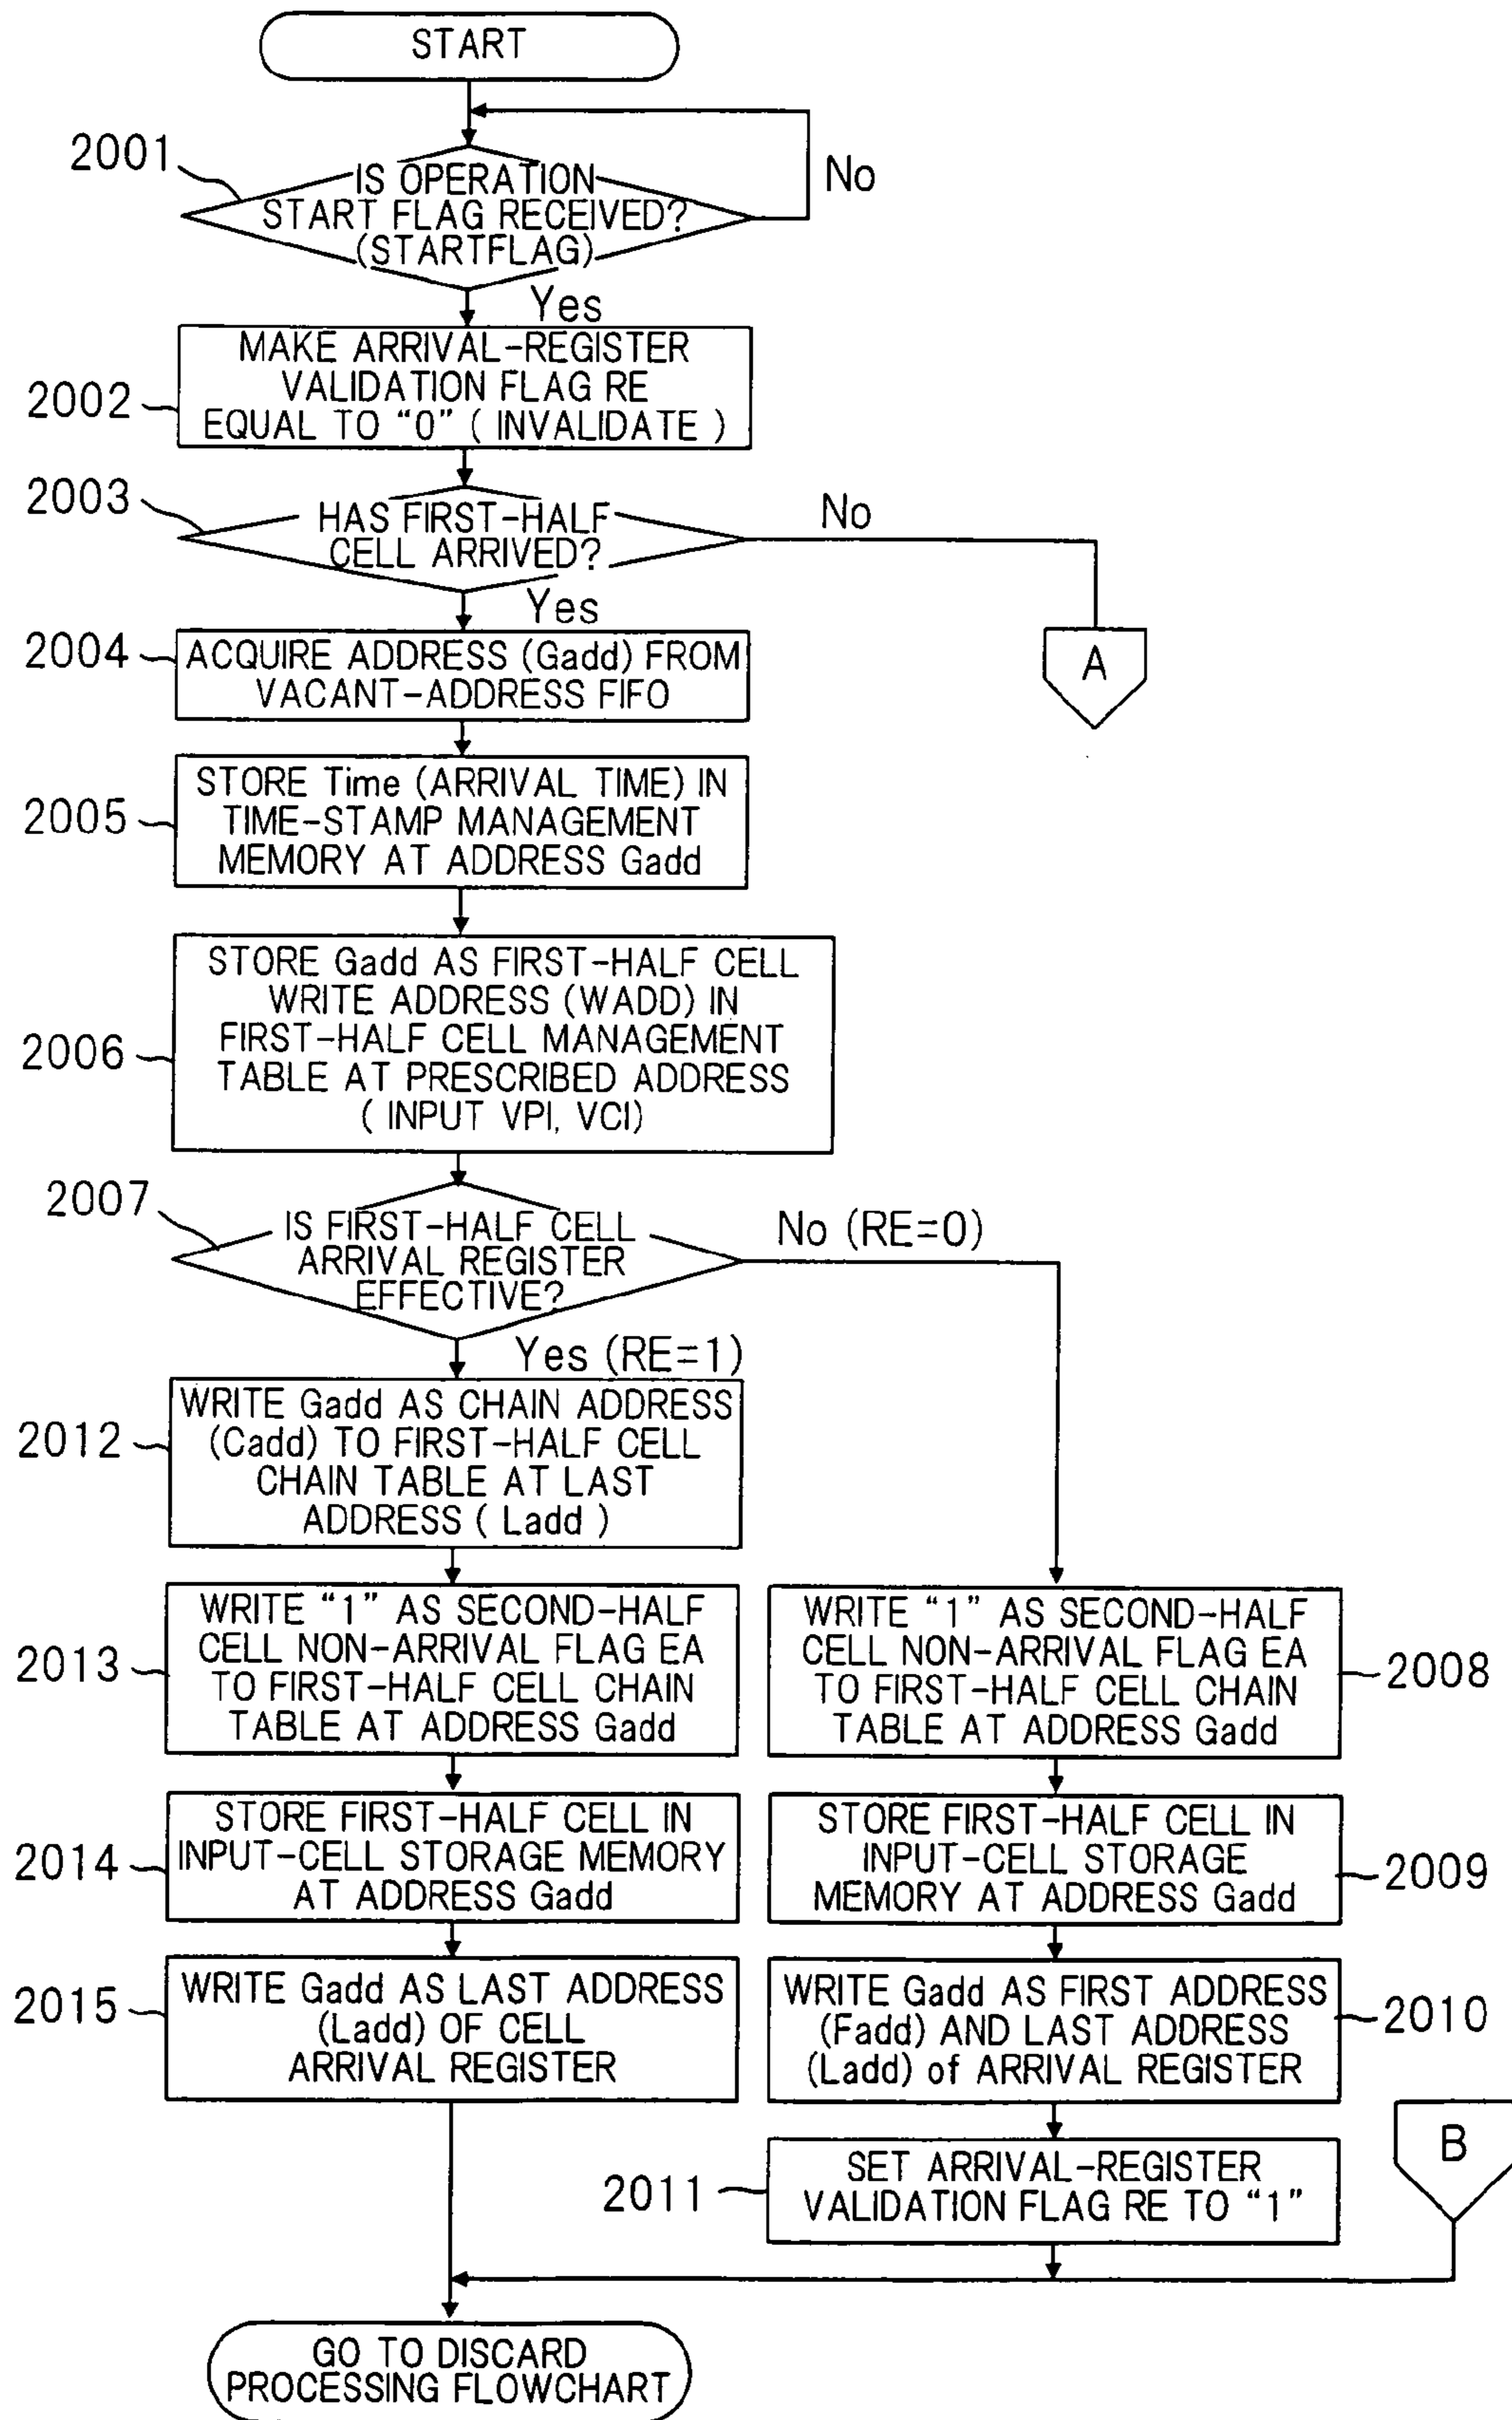 START
2001
IS OPERATION
START FLAG RECEIVED?
(STARTFLAG)
No
Yes
2002
MAKE ARRIVAL-REGISTER
VALIDATION FLAG RE
EQUAL TO “0” ( INVALIDATE )
2003
HAS FIRST-HALF
CELL ARRIVED?
No
Yes
A
2004
ACQUIRE ADDRESS (Gadd) FROM
VACANT-ADDRESS FIFO
2005
STORE Time (ARRIVAL TIME) IN
TIME-STAMP MANAGEMENT
MEMORY AT ADDRESS Gadd
2006
STORE Gadd AS FIRST-HALF CELL
WRITE ADDRESS (WADD) IN
FIRST-HALF CELL MANAGEMENT
TABLE AT PRESCRIBED ADDRESS
( INPUT VPI, VCI)
2007
IS FIRST-HALF CELL
ARRIVAL REGISTER
EFFECTIVE?
No (RE=0)
Yes (RE=1)
2012
WRITE Gadd AS CHAIN ADDRESS
(Cadd) TO FIRST-HALF CELL
CHAIN TABLE AT LAST
ADDRESS ( Ladd )
2013
WRITE “1” AS SECOND-HALF
CELL NON-ARRIVAL FLAG EA
TO FIRST-HALF CELL CHAIN
TABLE AT ADDRESS Gadd
WRITE “1” AS SECOND-HALF
CELL NON-ARRIVAL FLAG EA
TO FIRST-HALF CELL CHAIN
TABLE AT ADDRESS Gadd
2008
2014
STORE FIRST-HALF CELL IN
INPUT-CELL STORAGE MEMORY
AT ADDRESS Gadd
STORE FIRST-HALF CELL IN
INPUT-CELL STORAGE
MEMORY AT ADDRESS Gadd
2009
2015
WRITE Gadd AS LAST ADDRESS
(Ladd) OF CELL
ARRIVAL REGISTER
WRITE Gadd AS FIRST ADDRESS
(Fadd) AND LAST ADDRESS
(Ladd) of ARRIVAL REGISTER
2010
2011
SET ARRIVAL-REGISTER
VALIDATION FLAG RE TO “1”
B
GO TO DISCARD
PROCESSING FLOWCHART